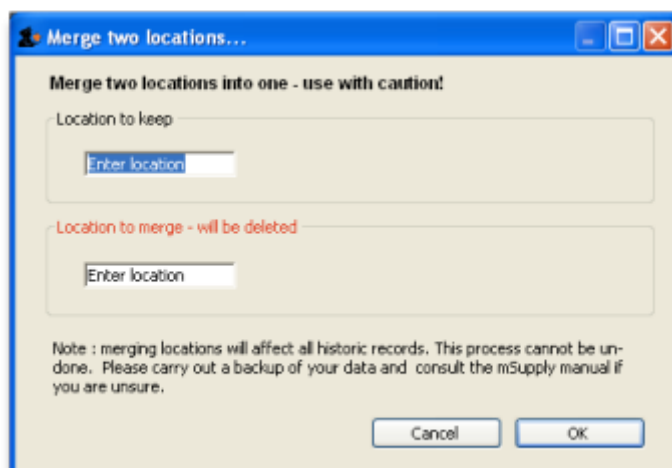 Merge two locations...
Merge two locations into one - use with caution!
Location to keep
Enter location
Location to merge - will be deleted
Enter location
Note : merging locations will affect all historic records. This process cannot be un-
done. Please carry out a backup of your data and consult the mSupply manual if
you are unsure.
Cancel OK